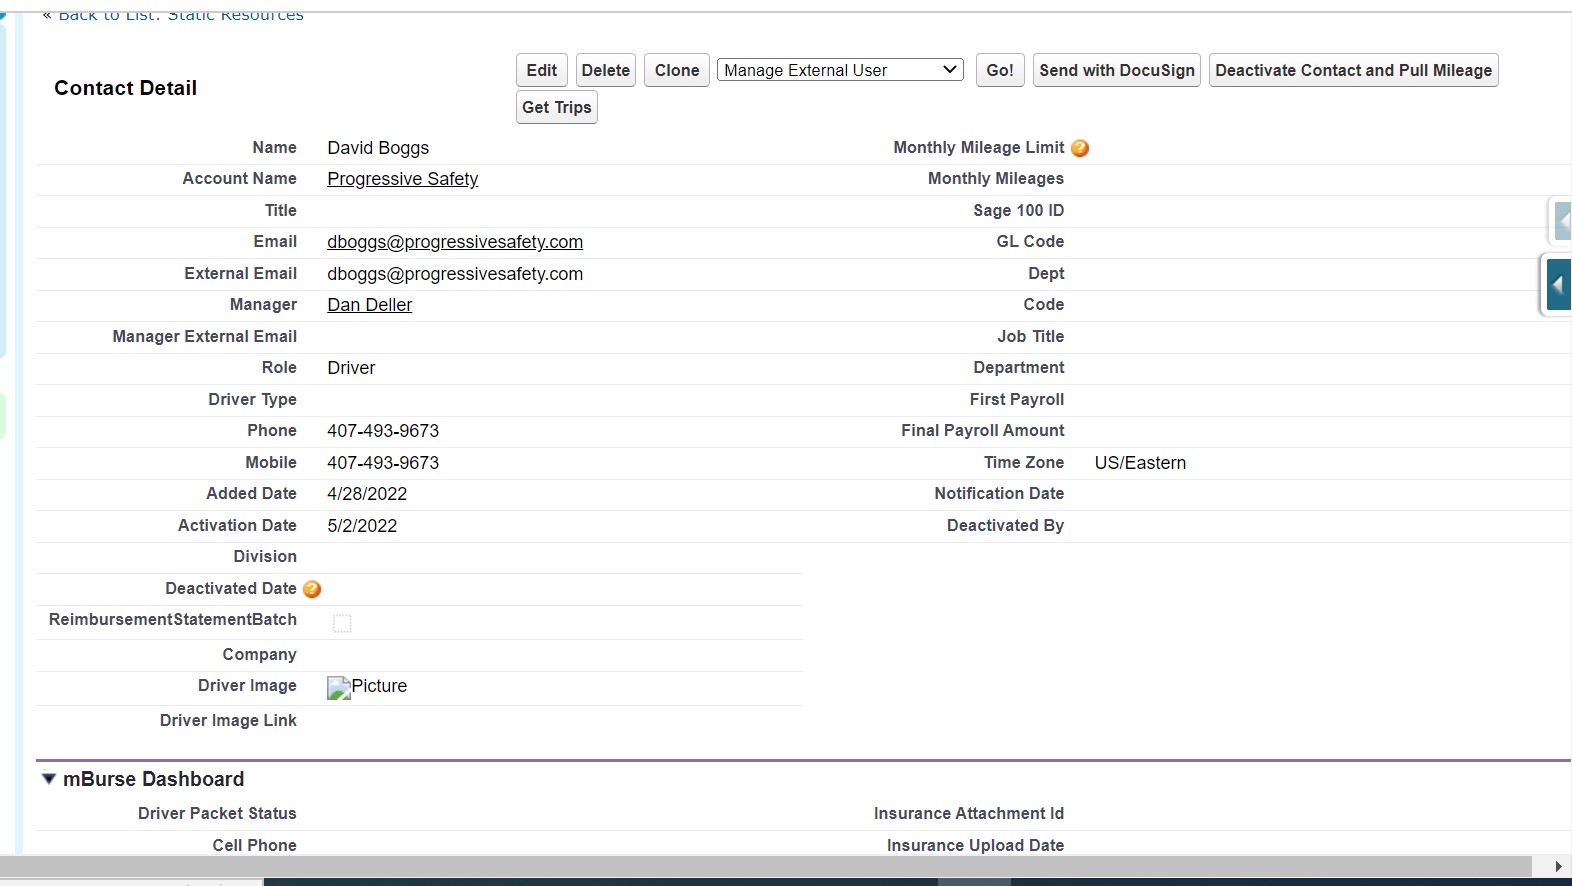 « Back to List: Static Resources
Contact Detail
Edit Delete Clone Manage External User Go! Send with DocuSign Deactivate Contact and Pull Mileage
Get Trips
Name David Boggs Monthly Mileage Limit ?
Account Name Progressive Safety Monthly Mileages
Title Sage 100 ID
Email dboggs@progressivesafety.com GL Code
External Email dboggs@progressivesafety.com Dept
Manager Dan Deller Code
Manager External Email Job Title
Role Driver Department
Driver Type First Payroll
Phone 407-493-9673 Final Payroll Amount
Mobile 407-493-9673 Time Zone US/Eastern
Added Date 4/28/2022 Notification Date
Activation Date 5/2/2022 Deactivated By
Division
Deactivated Date ?
ReimbursementStatementBatch
Company
Driver Image Picture
Driver Image Link
mBurse Dashboard
Driver Packet Status Insurance Attachment Id
Cell Phone Insurance Upload Date